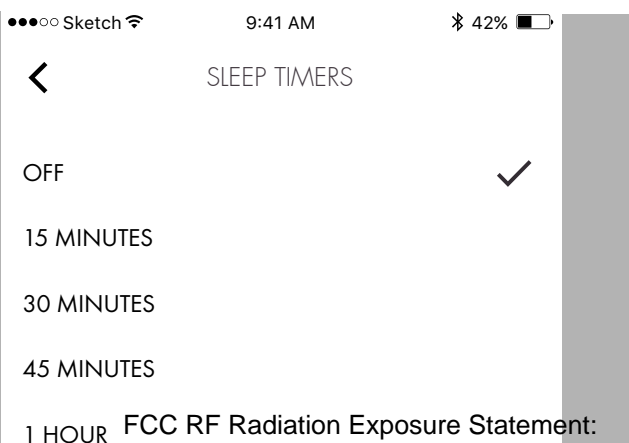 Sketch 9:41 AM 42%
SLEEP TIMERS
OFF
15 MINUTES
30 MINUTES
45 MINUTES
1 HOUR FCC RF Radiation Exposure Statement: